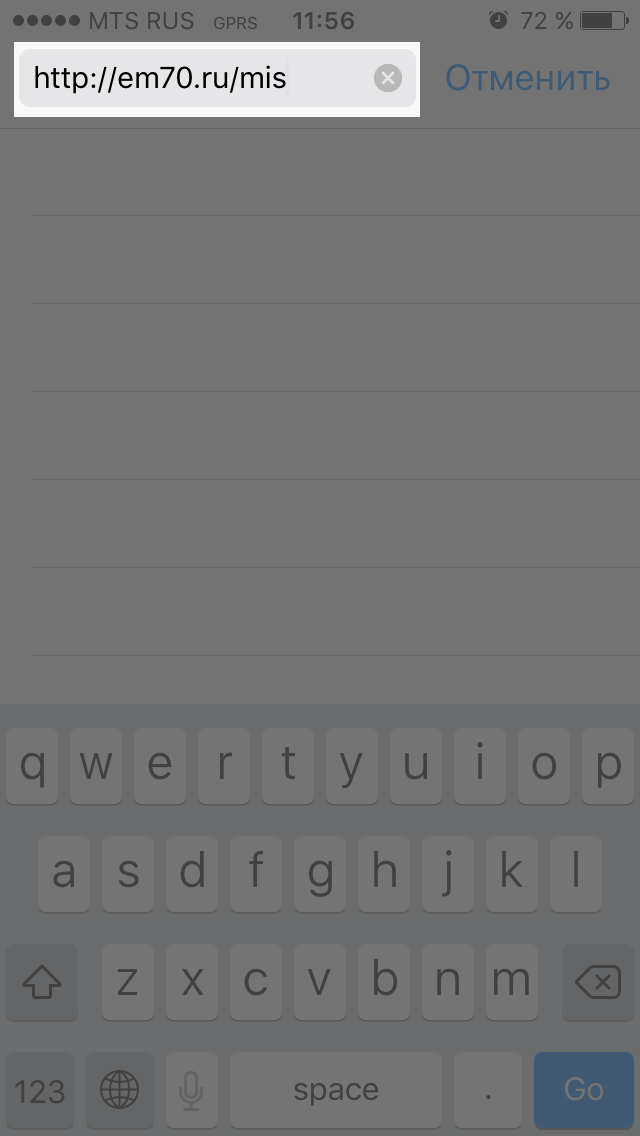 MTS RUS GPRS 11:56 72 %
http://em70.ru/mis Отменить
q w e r t y u i o p
a s d f g h j k l
z x c v b n m
123 space . Go